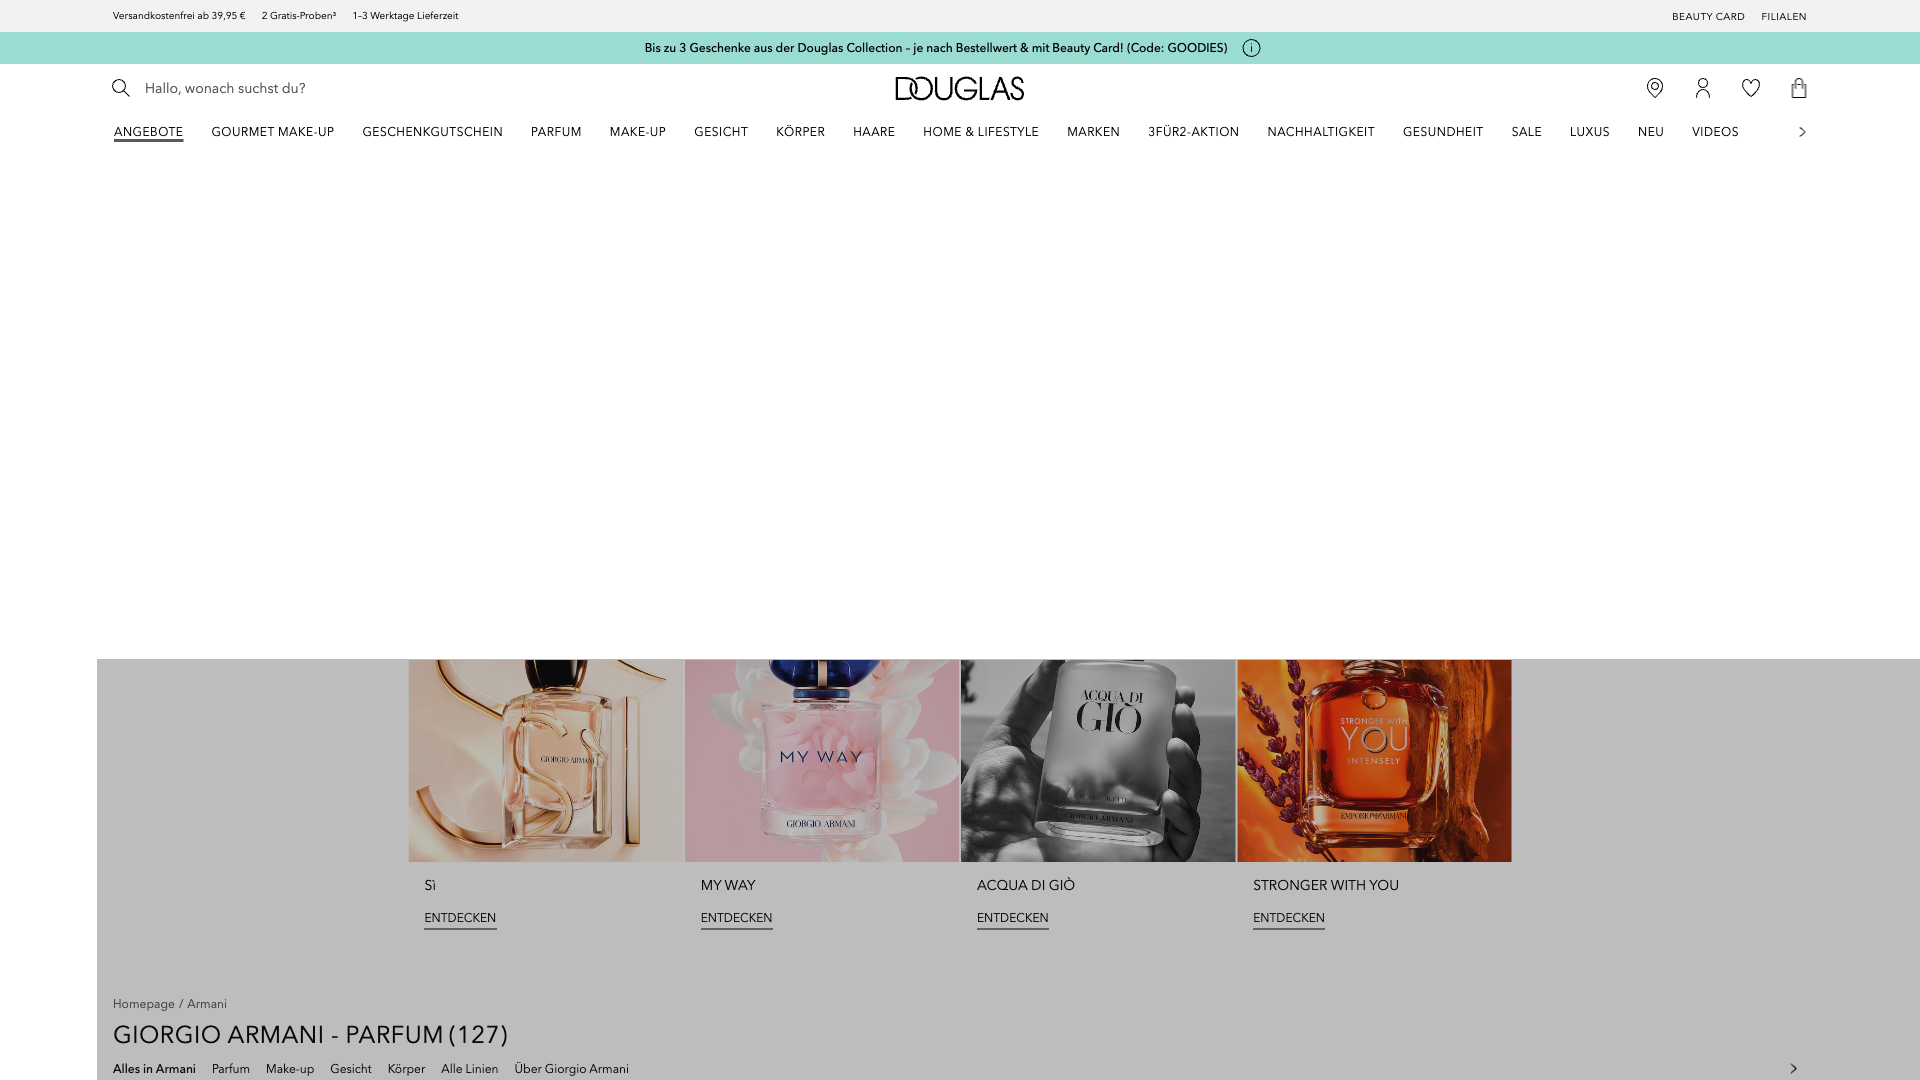 Versandkostenfrei ab 39,95 € 2 Gratis-Proben³ 1-3 Werktage Lieferzeit BEAUTY CARD FILIALEN
Bis zu 3 Geschenke aus der Douglas Collection – je nach Bestellwert & mit Beauty Card! (Code: GOODIES)
Hallo, wonach suchst du? DOUGLAS
ANGEBOTE GOURMET MAKE-UP GESCHENKGUTSCHEIN PARFUM MAKE-UP GESICHT KÖRPER HAARE HOME & LIFESTYLE MARKEN 3FÜR2-AKTION NACHHALTIGKEIT GESUNDHEIT SALE LUXUS NEU VIDEOS
GIORGIO ARMANI
MY WAY
GIORGIO ARMANI
ACQUA DI
GIÒ
GIORGIO ARMANI
STRONGER WITH
YOU
INTENSELY
EMPORIO ARMANI
Sì MY WAY ACQUA DI GIÒ STRONGER WITH YOU
ENTDECKEN ENTDECKEN ENTDECKEN ENTDECKEN
Homepage / Armani
GIORGIO ARMANI - PARFUM (127)
Alles in Armani Parfum Make-up Gesicht Körper Alle Linien Über Giorgio Armani